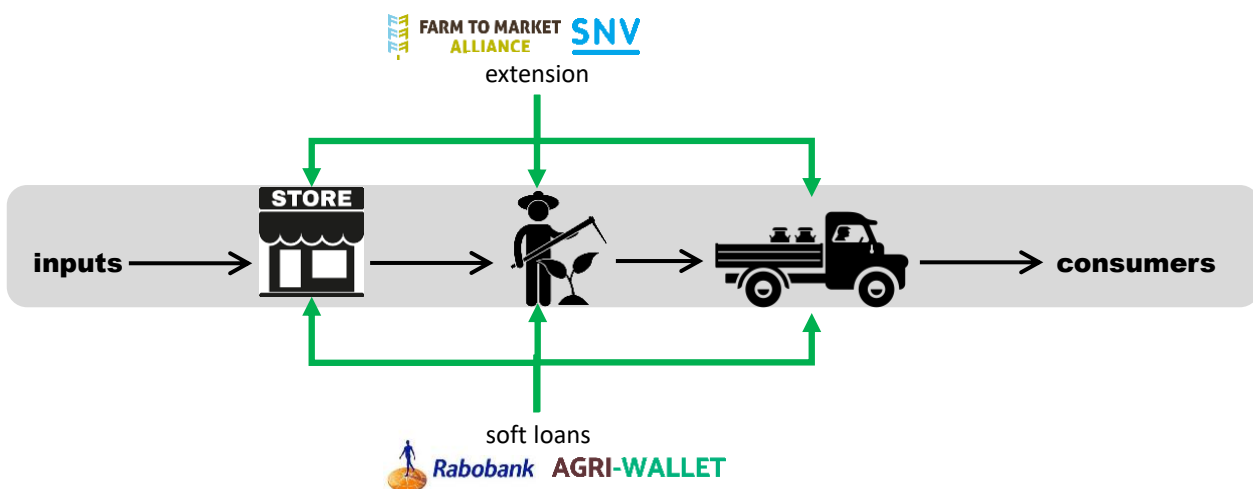 FARM TO MARKET
ALLIANCE
SNV
extension
STORE
inputs
consumers
soft loans
Rabobank
AGRI-WALLET